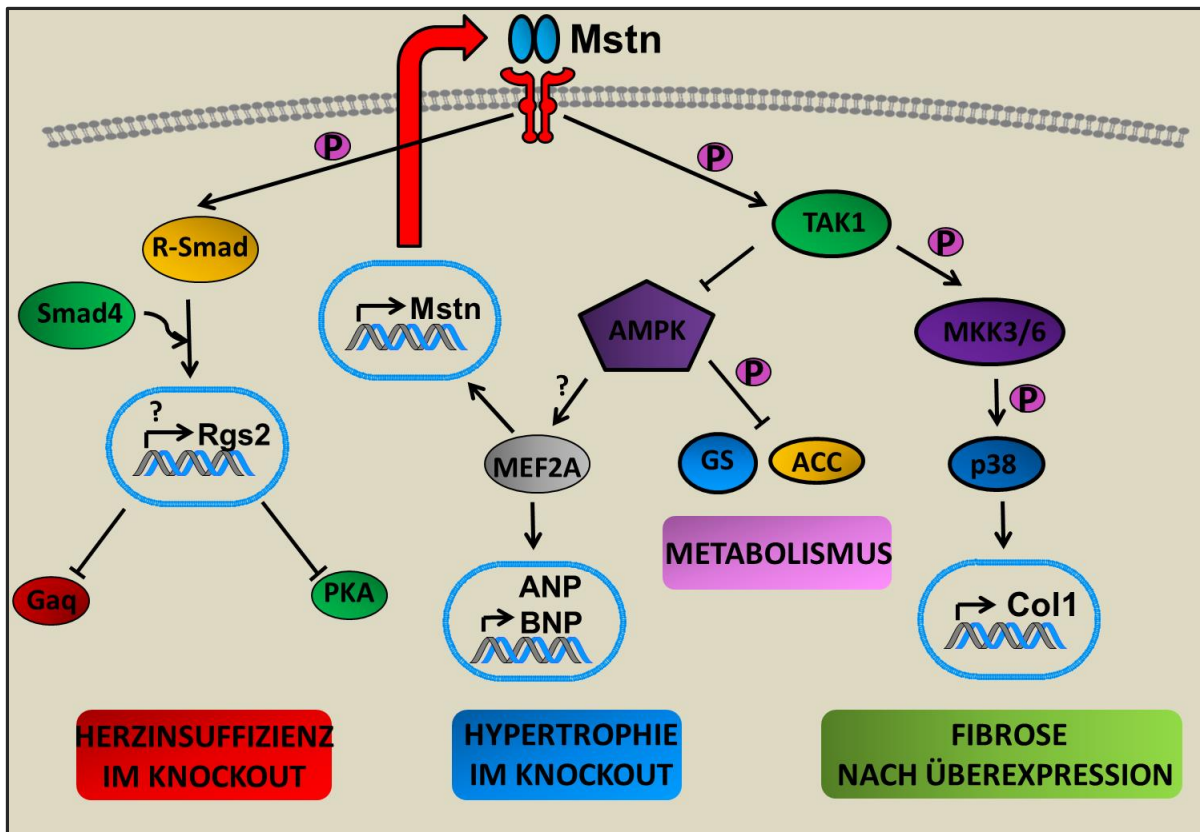 Mstn
P
P
TAK1
P
R-Smad
Smad4
Mstn
AMPK
MKK3/6
P
?
P
?
Rgs2
MEF2A
GS
ACC
p38
METABOLISMUS
Gaq
PKA
ANP
BNP
Col1
HERZINSUFFIZIENZ
IM KNOCKOUT
HYPERTROPHIE
IM KNOCKOUT
FIBROSE
NACH ÜBEREXPRESSION